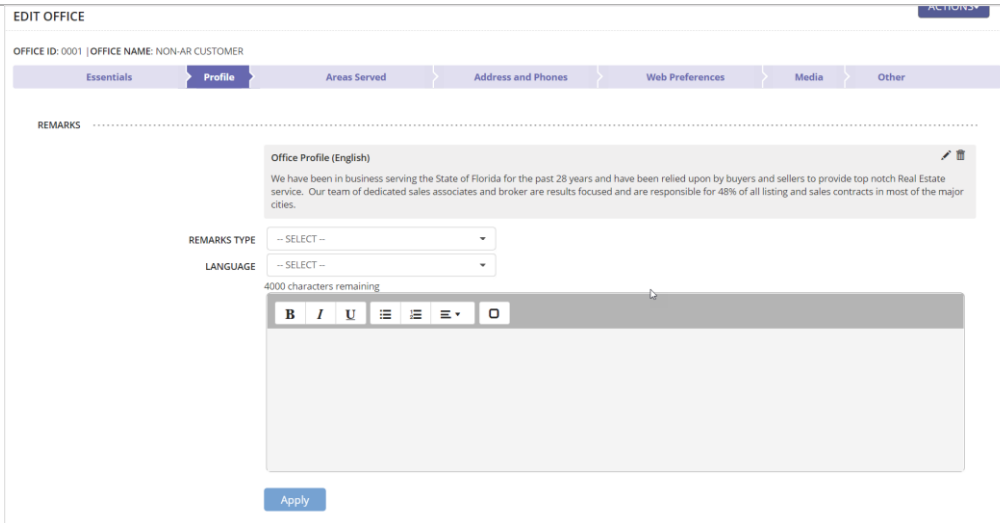 ACTIONS
EDIT OFFICE
OFFICE ID: 0001 |OFFICE NAME: NON-AR CUSTOMER
Essentials Profile Areas Served Address and Phones Web Preferences Media Other
REMARKS
Office Profile (English)
We have been in business serving the State of Florida for the past 28 years and have been relied upon by buyers and sellers to provide top notch Real Estate
service.  Our team of dedicated sales associates and broker are results focused and are responsible for 48% of all listing and sales contracts in most of the major
cities.
REMARKS TYPE -- SELECT --
LANGUAGE -- SELECT --
4000 characters remaining
B I U
Apply